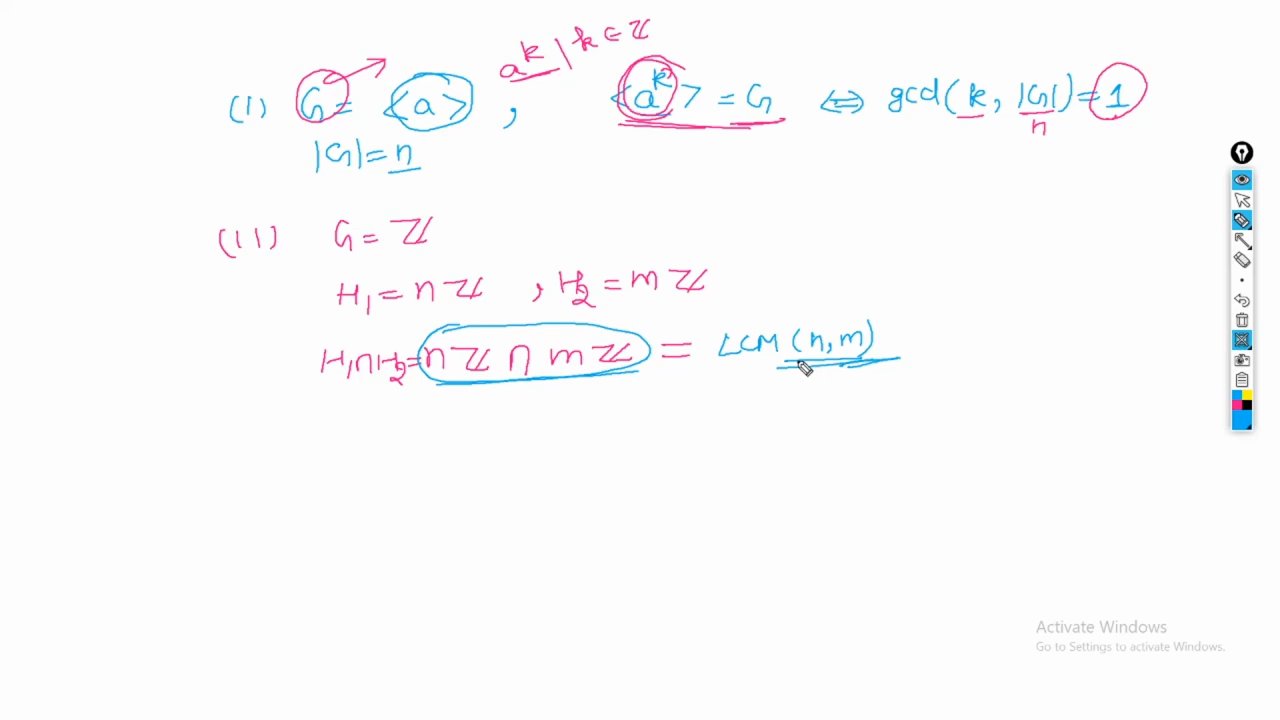 a^k | k ∈ ℤ
(I) G = <a> , <a^k> = G ⇔ gcd(k, |G|) = 1
n
|G| = n
(II) G = ℤ
H₁ = nℤ , H₂ = mℤ
H₁∩H₂ = nℤ ∩ mℤ = LCM (n,m)
Activate Windows
Go to Settings to activate Windows.